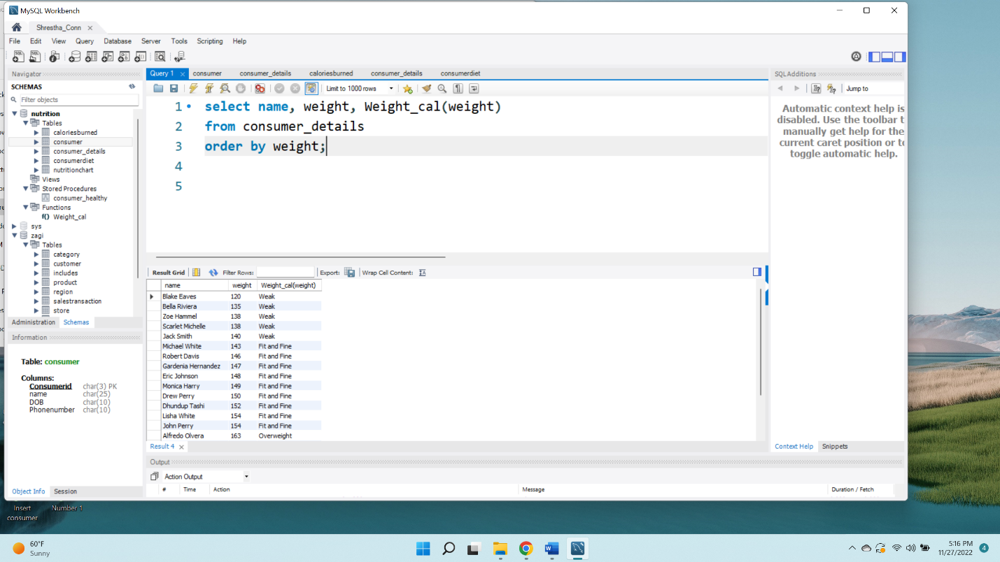 MySQL Workbench
Shrestha_Conn
File Edit View Query Database Server Tools Scripting Help
Navigator
SCHEMAS
Filter objects
nutrition
Tables
caloriesburned
consumer
consumer_details
consumerdiet
nutritionchart
Views
Stored Procedures
consumer_healthy
Functions
f() Weight_cal
sys
zagi
Tables
category
customer
includes
product
region
salestransaction
store
Administration Schemas
Information
Table: consumer
Columns:
Consumerid char(3) PK
name char(25)
DOB char(10)
Phonenumber char(10)
Object Info Session
Query 1 consumer consumer_details caloriesburned consumer_details consumerdiet
Limit to 1000 rows
1 select name, weight, Weight_cal(weight)
2 from consumer_details
3 order by weight;
4
5
Result Grid Filter Rows: Export: Wrap Cell Content:
name weight Weight_cal(weight)
Blake Eaves 120 Weak
Bella Riviera 135 Weak
Zoe Hammel 138 Weak
Scarlet Michelle 138 Weak
Jack Smith 140 Weak
Michael White 143 Fit and Fine
Robert Davis 146 Fit and Fine
Gardenia Hernandez 147 Fit and Fine
Eric Johnson 148 Fit and Fine
Monica Harry 149 Fit and Fine
Drew Perry 150 Fit and Fine
Dhundup Tashi 152 Fit and Fine
Lisha White 154 Fit and Fine
John Perry 154 Fit and Fine
Alfredo Olvera 163 Overweight
Result 4
Output
Action Output
# Time Action Message Duration / Fetch
SQLAdditions
Jump to
Automatic context help is
disabled. Use the toolbar t
manually get help for the
current caret position or to
toggle automatic help.
Context Help Snippets
Insert
consumer
Number 1
60°F
Sunny
5:16 PM
11/27/2022
4